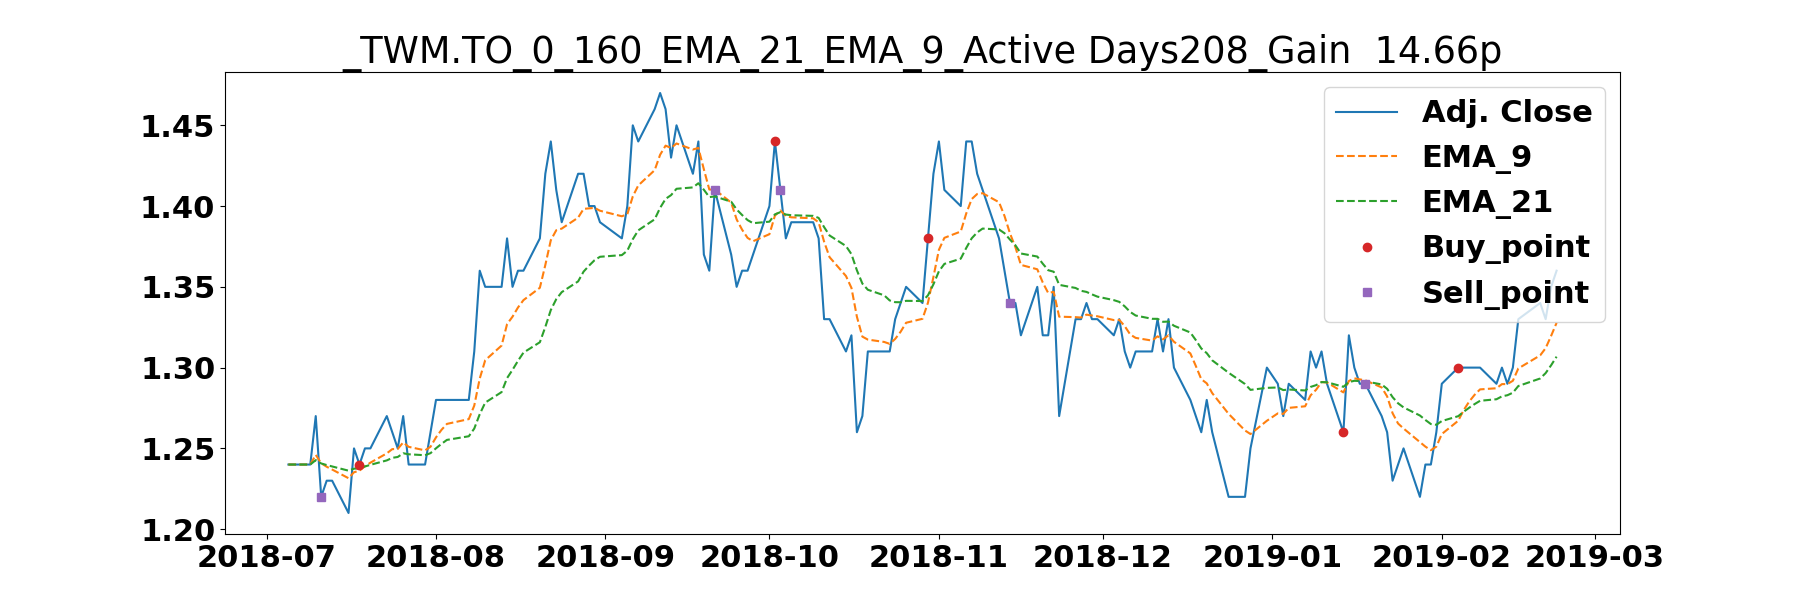 _TWM.TO_0_160_EMA_21_EMA_9_Active Days208_Gain  14.66p
1.45
1.40
1.35
1.30
1.25
1.20
Adj. Close
EMA_9
EMA_21
Buy_point
Sell_point
2018-07 2018-08 2018-09 2018-10 2018-11 2018-12 2019-01 2019-02 2019-03